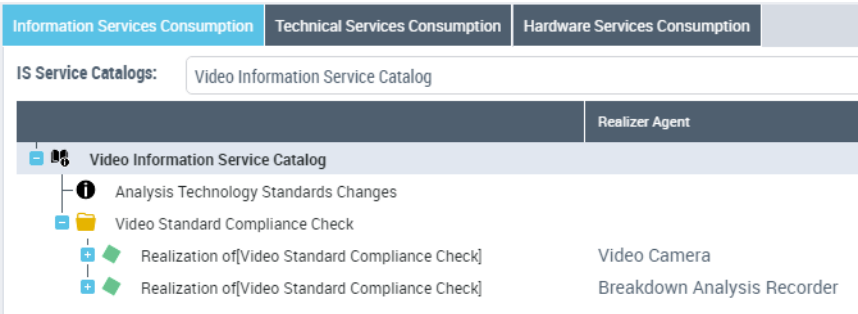 Information Services Consumption Technical Services Consumption Hardware Services Consumption
IS Service Catalogs: Video Information Service Catalog
Realizer Agent
Video Information Service Catalog
Analysis Technology Standards Changes
Video Standard Compliance Check
Realization of[Video Standard Compliance Check] Video Camera
Realization of[Video Standard Compliance Check] Breakdown Analysis Recorder